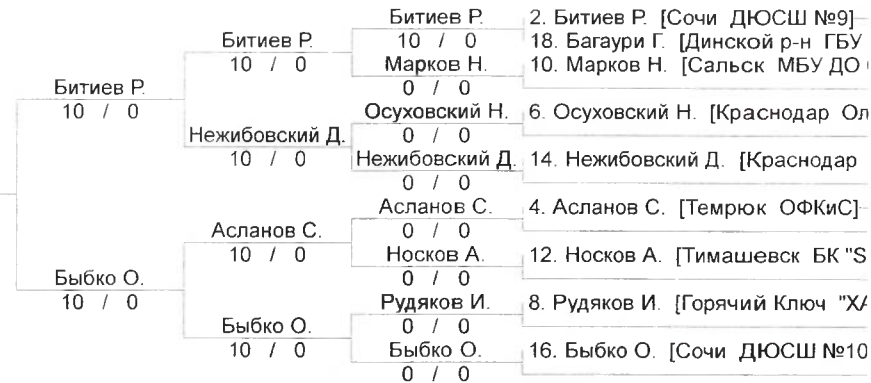 Битиев Р. 2. Битиев Р. [Сочи ДЮСШ №9]
Битиев Р. 10 / 0 18. Багаури Г. [Динской р-н ГБУ
10 / 0 Марков Н. 10. Марков Н. [Сальск МБУ ДО
Битиев Р. 0 / 0
10 / 0 Осуховский Н. 6. Осуховский Н. [Краснодар Ол
Нежибовский Д. 0 / 0
10 / 0 Нежибовский Д. 14. Нежибовский Д. [Краснодар
0 / 0
Асланов С. 4. Асланов С. [Темрюк ОФКиС]
Асланов С. 0 / 0
10 / 0 Носков А. 12. Носков А. [Тимашевск БК "S
Быбко О. 0 / 0
10 / 0 Рудяков И. 8. Рудяков И. [Горячий Ключ "ХА
Быбко О. 0 / 0
10 / 0 Быбко О. 16. Быбко О. [Сочи ДЮСШ №10
0 / 0